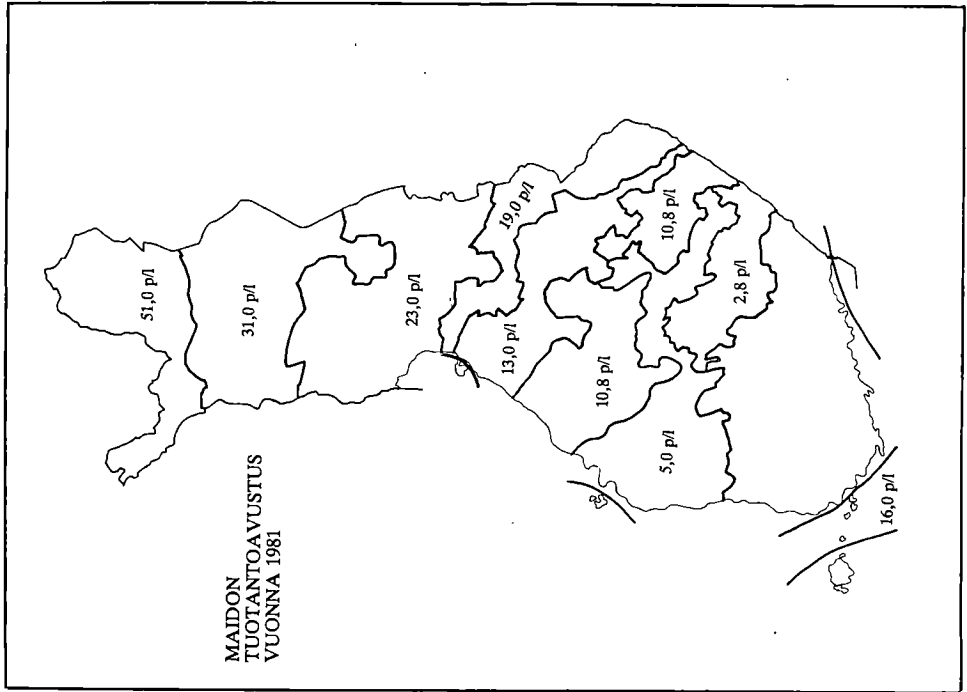 MAIDON
TUOTANTOAVUSTUS
VUONNA 1981
51,0 p/l
31,0 p/l
23,0 p/l
19,0 p/l
13,0 p/l
10,8 p/l
10,8 p/l
5,0 p/l
2,8 p/l
16,0 p/l